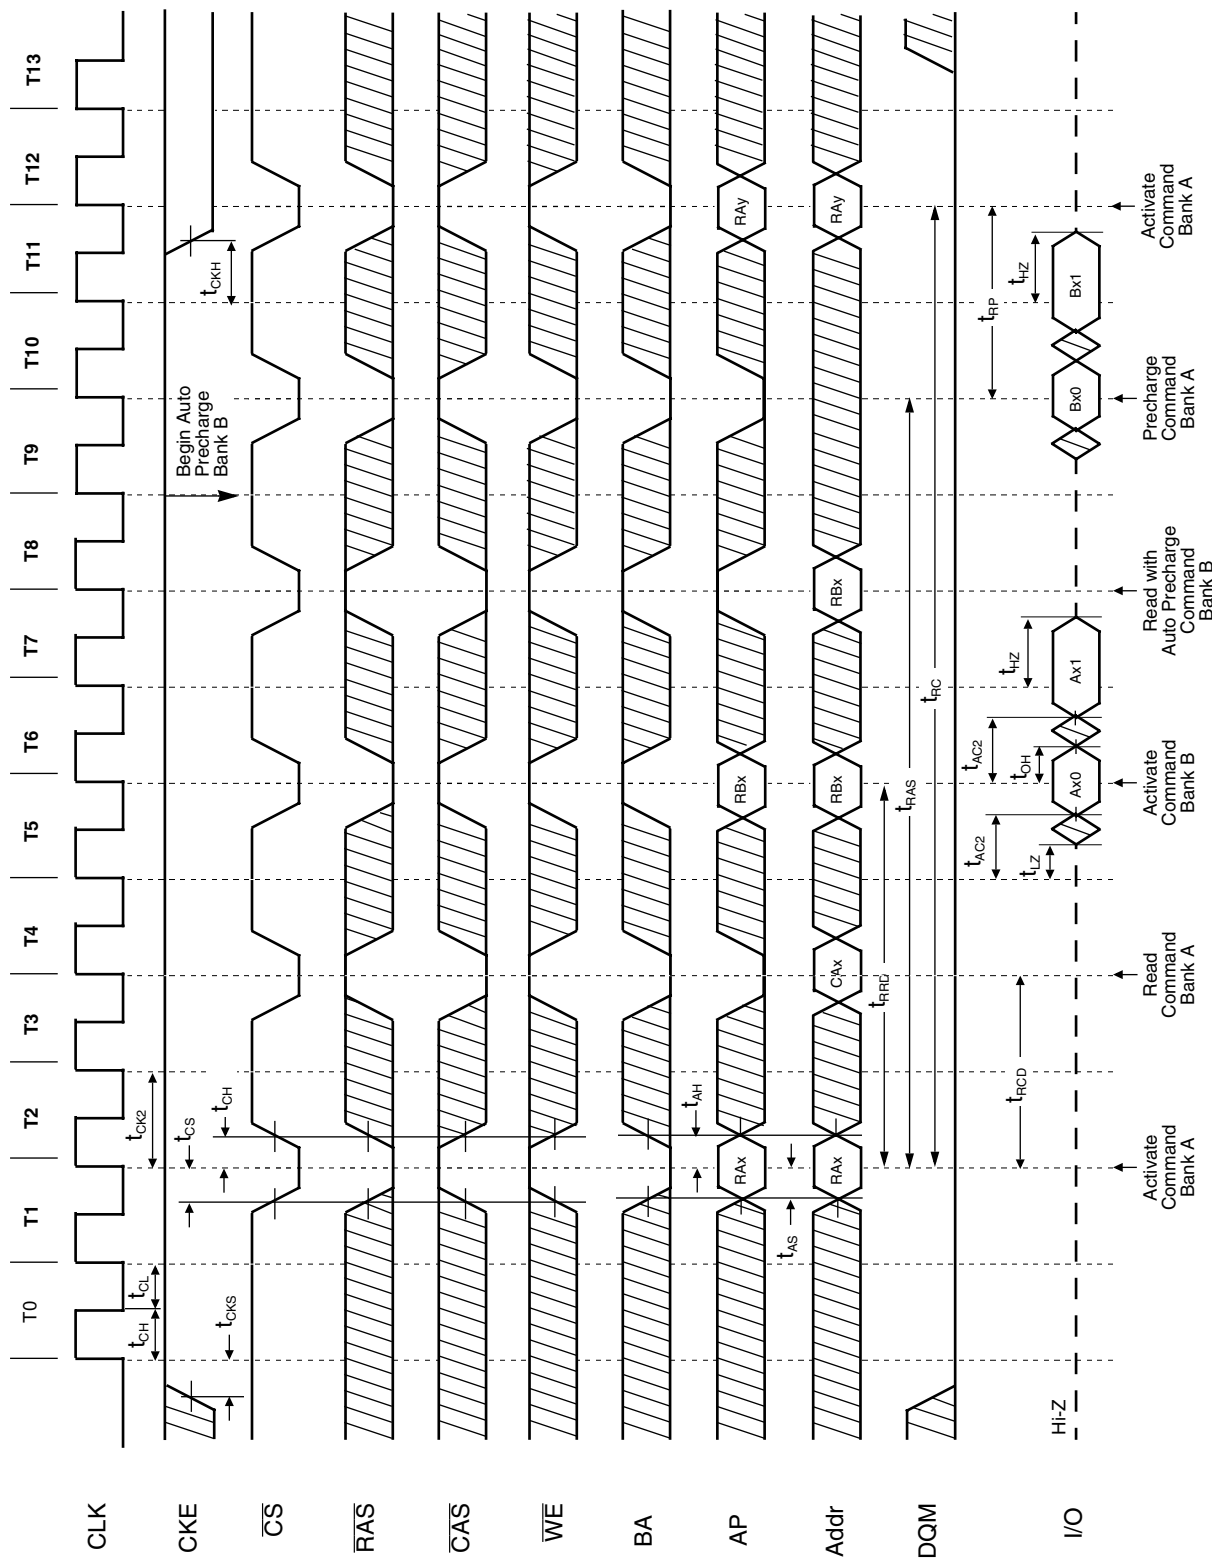 T0 T1 T2 T3 T4 T5 T6 T7 T8 T9 T10 T11 T12 T13
CLK
tCH tCL tCK2
CKE
tCKS tCS tCH tCKH
Begin Auto
Precharge
Bank B
CS
RAS
CAS
WE
BA
tAH
AP
RAx RBx RAy
tAS
Addr
RAx CAx RBx RBx RAy
tRRD
tRAS
DQM
tRC
tRCD tAC2 tAC2 tRP
tLZ tOH tHZ tHZ
I/O
Hi-Z Ax0 Ax1 Bx0 Bx1
Activate
Command
Bank A
Read
Command
Bank A
Activate
Command
Bank B
Read with
Auto Precharge
Command
Bank B
Precharge
Command
Bank A
Activate
Command
Bank A